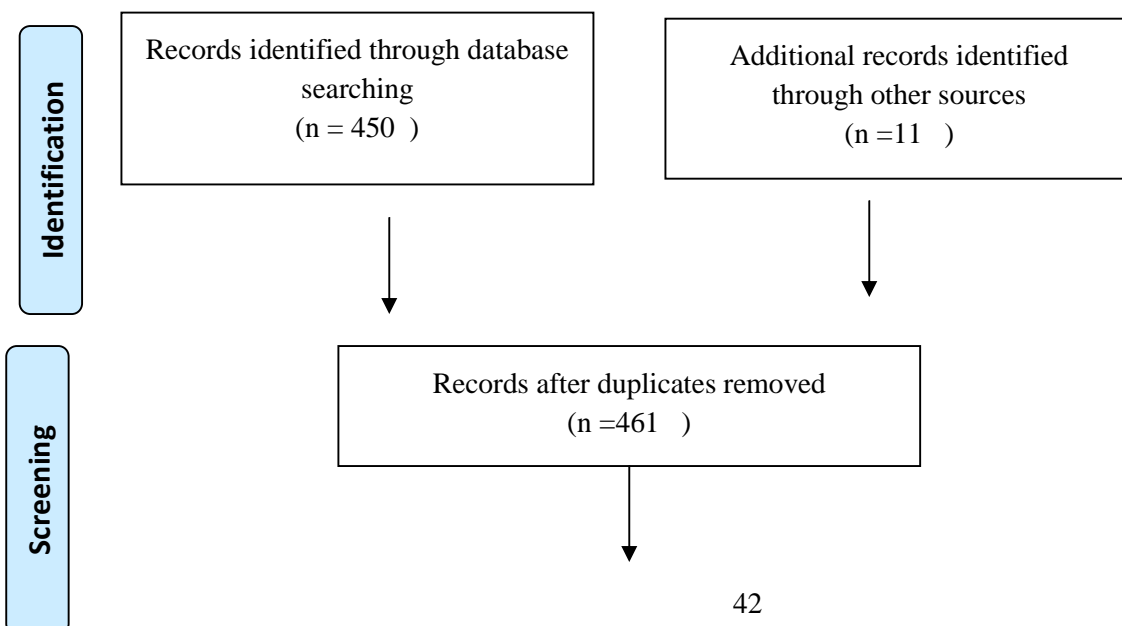 Identification
Records identified through database
searching
(n = 450  )
Additional records identified
through other sources
(n =11   )
Screening
Records after duplicates removed
(n =461   )
42